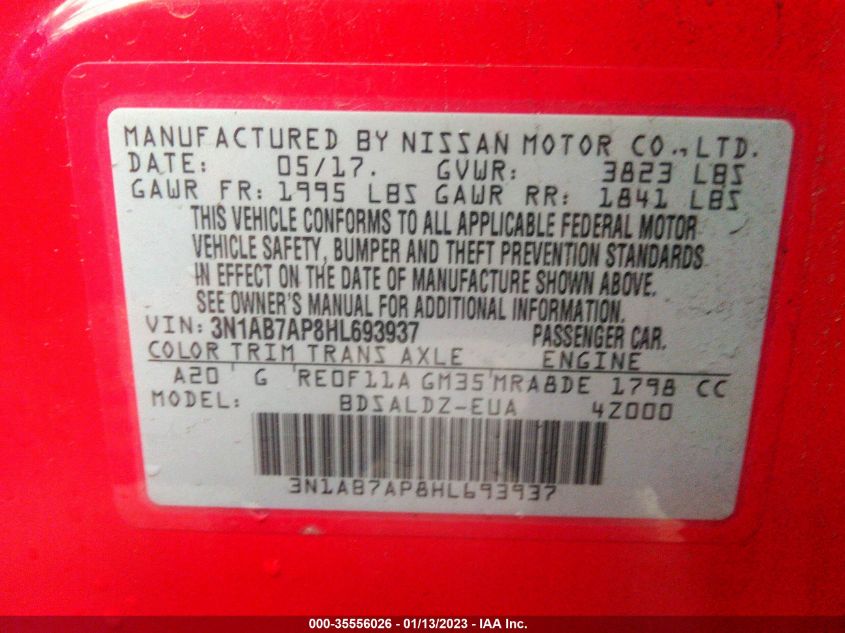 MANUFACTURED BY NISSAN MOTOR CO.,LTD.
DATE: 05/17. GVWR: 3823 LBS
GAWR FR: 1995 LBS GAWR RR: 1841 LBS
THIS VEHICLE CONFORMS TO ALL APPLICABLE FEDERAL MOTOR
VEHICLE SAFETY, BUMPER AND THEFT PREVENTION STANDARDS
IN EFFECT ON THE DATE OF MANUFACTURE SHOWN ABOVE.
SEE OWNER'S MANUAL FOR ADDITIONAL INFORMATION.
VIN: 3N1AB7AP8HL693937 PASSENGER CAR.
COLOR TRIM TRANS AXLE ENGINE
A20 G RE0F11A GM35 MRA8DE 1798 CC
MODEL: BDSALDZ-EUA 4Z000
3N1AB7AP8HL693937
000-35556026 - 01/13/2023 - IAA Inc.